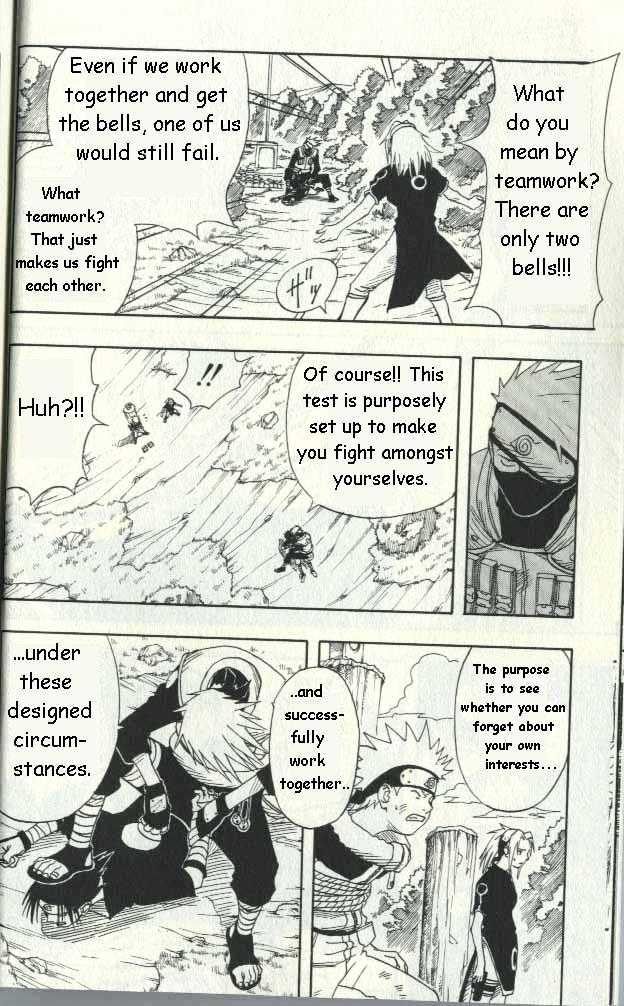 What
do you
mean by
teamwork?
There are
only two
bells!!!
Even if we work
together and get
the bells, one of us
would still fail.
What
teamwork?
That just
makes us fight
each other.
ザッ
Of course!! This
test is purposely
set up to make
you fight amongst
yourselves.
!!
Huh?!!
The purpose
is to see
whether you can
forget about
your own
interests...
..and
success-
fully
work
together..
...under
these
designed
circum-
stances.